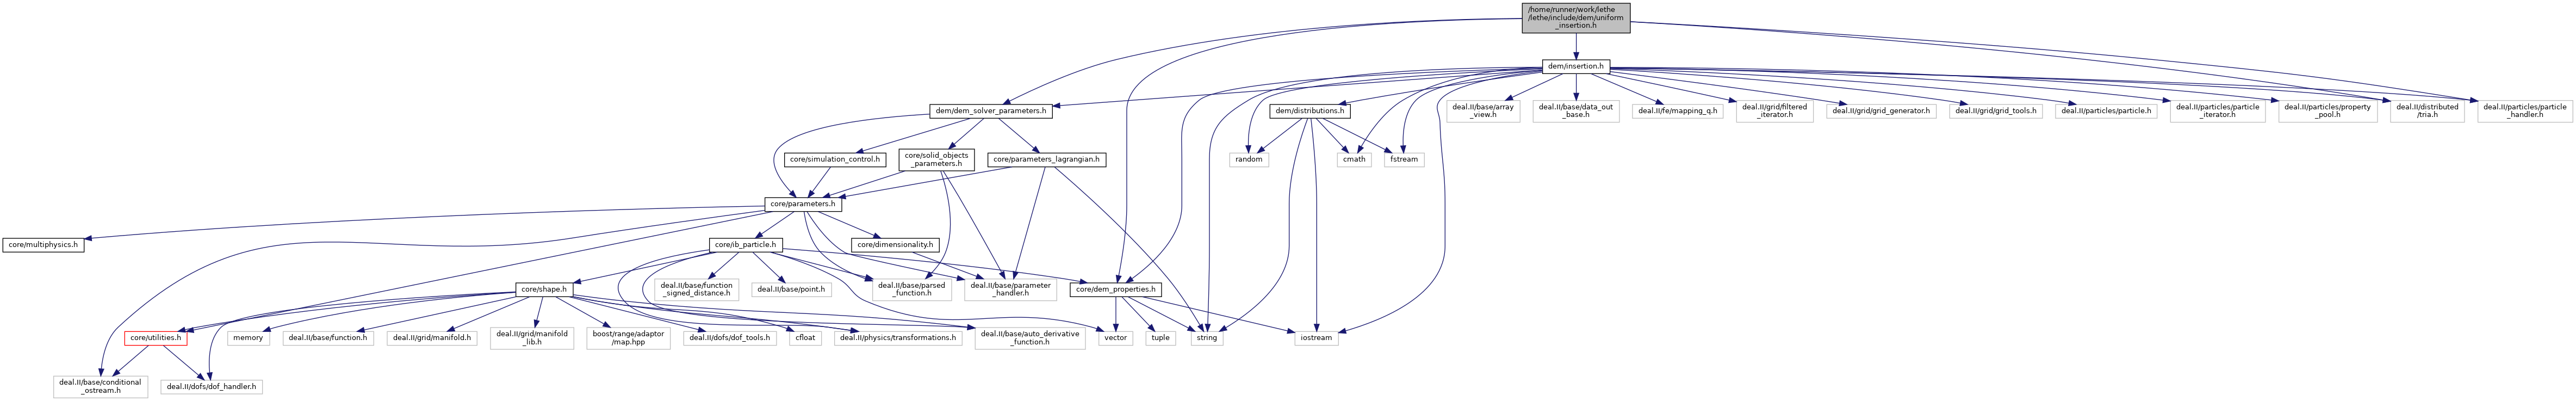 /home/runner/work/lethe
/lethe/include/dem/uniform
_insertion.h
dem/insertion.h
dem/dem_solver_parameters.h
dem/distributions.h
deal.II/base/array
_view.h
deal.II/base/data_out
_base.h
deal.II/fe/mapping_q.h
deal.II/grid/filtered
_iterator.h
deal.II/grid/grid_generator.h
deal.II/grid/grid_tools.h
deal.II/particles/particle.h
deal.II/particles/particle
_iterator.h
deal.II/particles/property
_pool.h
deal.II/distributed
/tria.h
deal.II/particles/particle
_handler.h
core/simulation_control.h
core/solid_objects
_parameters.h
core/parameters_lagrangian.h
random
cmath
fstream
core/parameters.h
core/multiphysics.h
core/ib_particle.h
core/dimensionality.h
core/shape.h
deal.II/base/function
_signed_distance.h
deal.II/base/point.h
deal.II/base/parsed
_function.h
deal.II/base/parameter
_handler.h
core/dem_properties.h
core/utilities.h
memory
deal.II/base/function.h
deal.II/grid/manifold.h
deal.II/grid/manifold
_lib.h
boost/range/adaptor
/map.hpp
deal.II/dofs/dof_tools.h
cfloat
deal.II/physics/transformations.h
deal.II/base/auto_derivative
_function.h
vector
tuple
string
iostream
deal.II/base/conditional
_ostream.h
deal.II/dofs/dof_handler.h